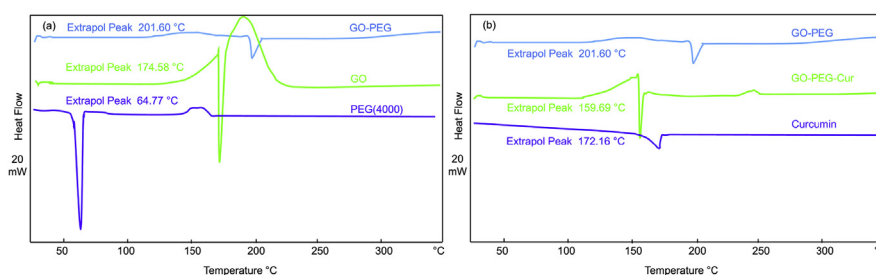 (a)
Extrapol Peak 201.60 °C
GO-PEG
Extrapol Peak 174.58 °C
GO
Extrapol Peak 64.77 °C
PEG(4000)
Heat Flow
20
mW
50
100
150
200
250
300
°C
Temperature °C
(b)
GO-PEG
Extrapol Peak 201.60 °C
GO-PEG-Cur
Extrapol Peak 159.69 °C
Curcumin
Extrapol Peak 172.16 °C
Heat Flow
20
mW
50
100
150
200
250
300
°C
Temperature °C